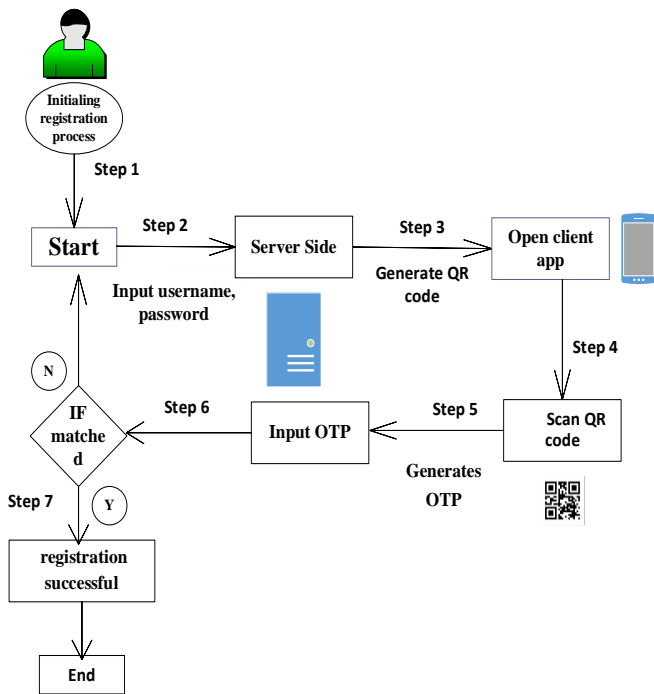 Initialing
registration
process
Step 1
Start
Step 2
Input username,
password
Server Side
Step 3
Generate QR
code
Open client
app
Step 4
Scan QR
code
Step 5
Generates
OTP
Input OTP
Step 6
IF
matche
d
N
Step 7
Y
registration
successful
End